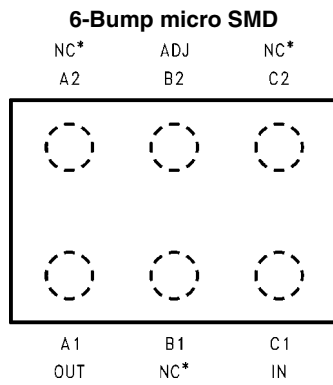 6-Bump micro SMD
NC* ADJ NC*
A2 B2 C2
A1 B1 C1
OUT NC* IN